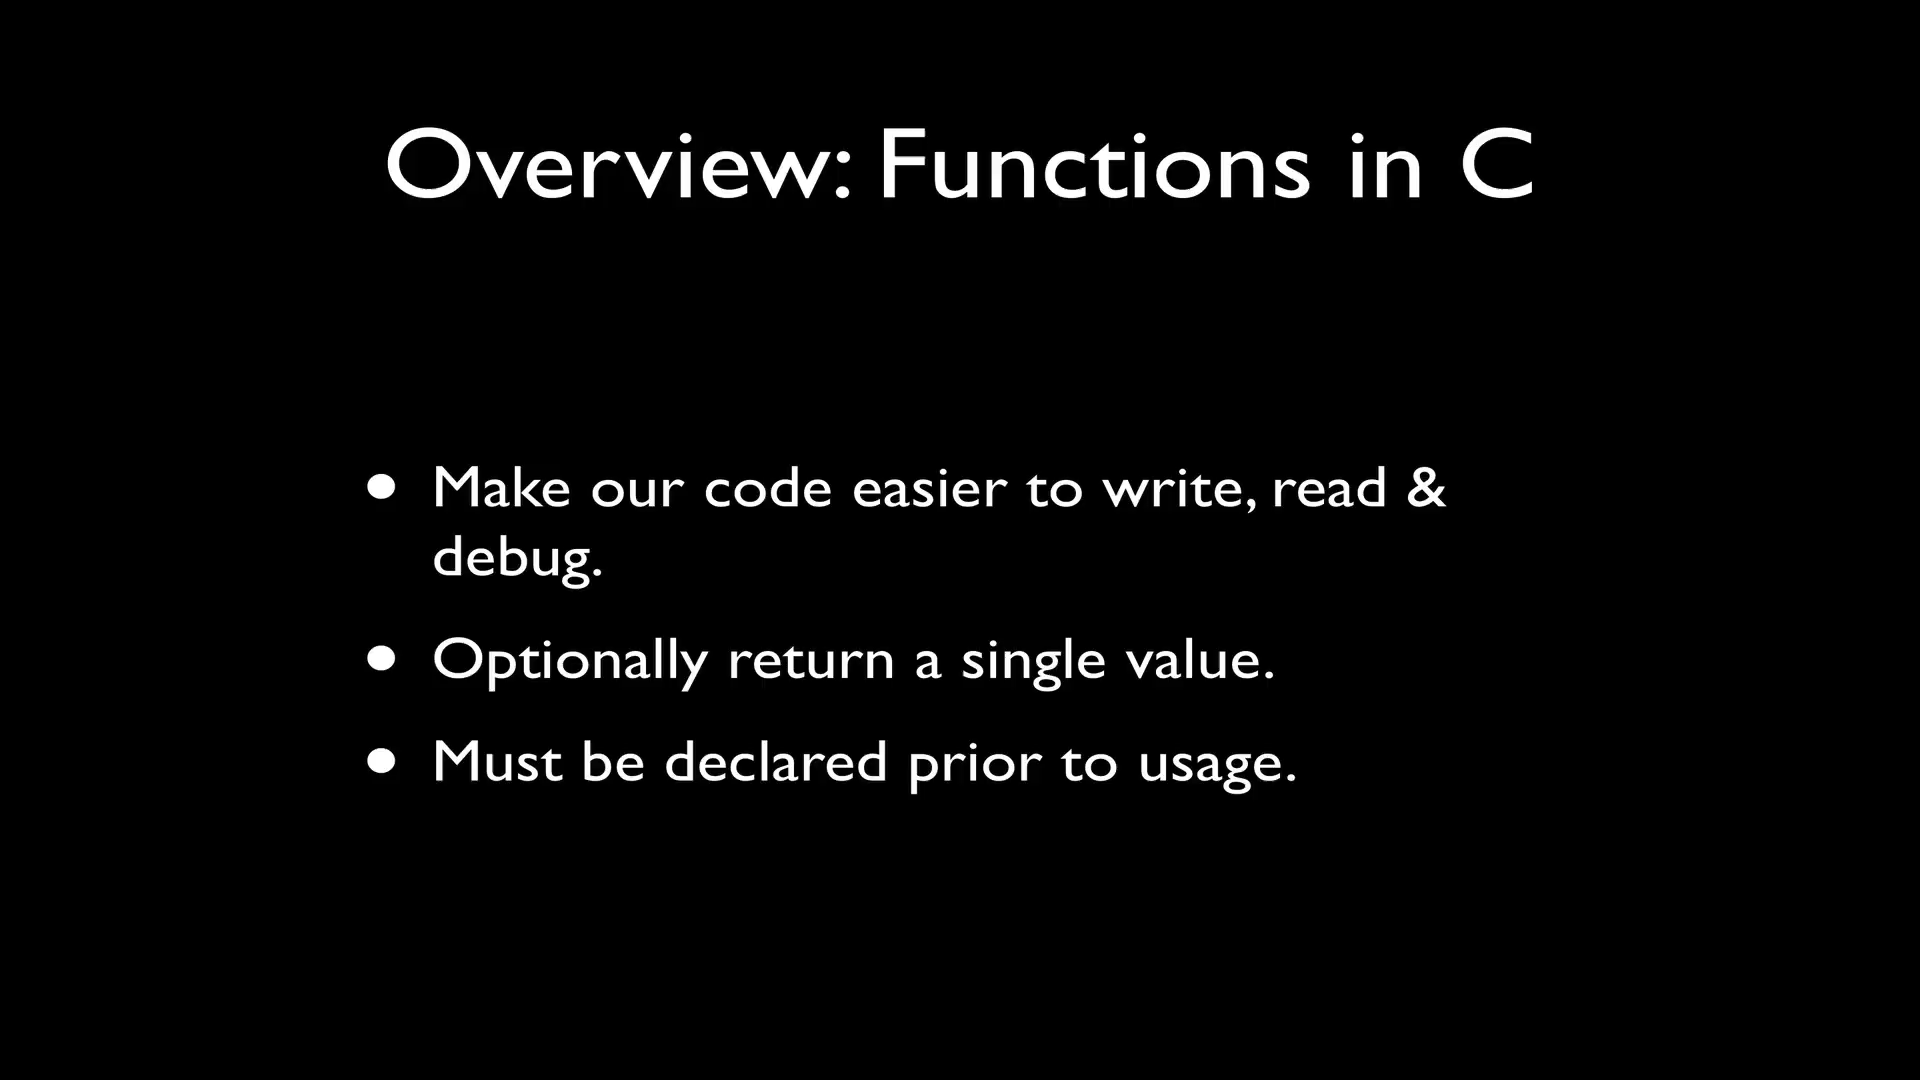 Overview: Functions in C
• Make our code easier to write, read &
debug.
• Optionally return a single value.
• Must be declared prior to usage.